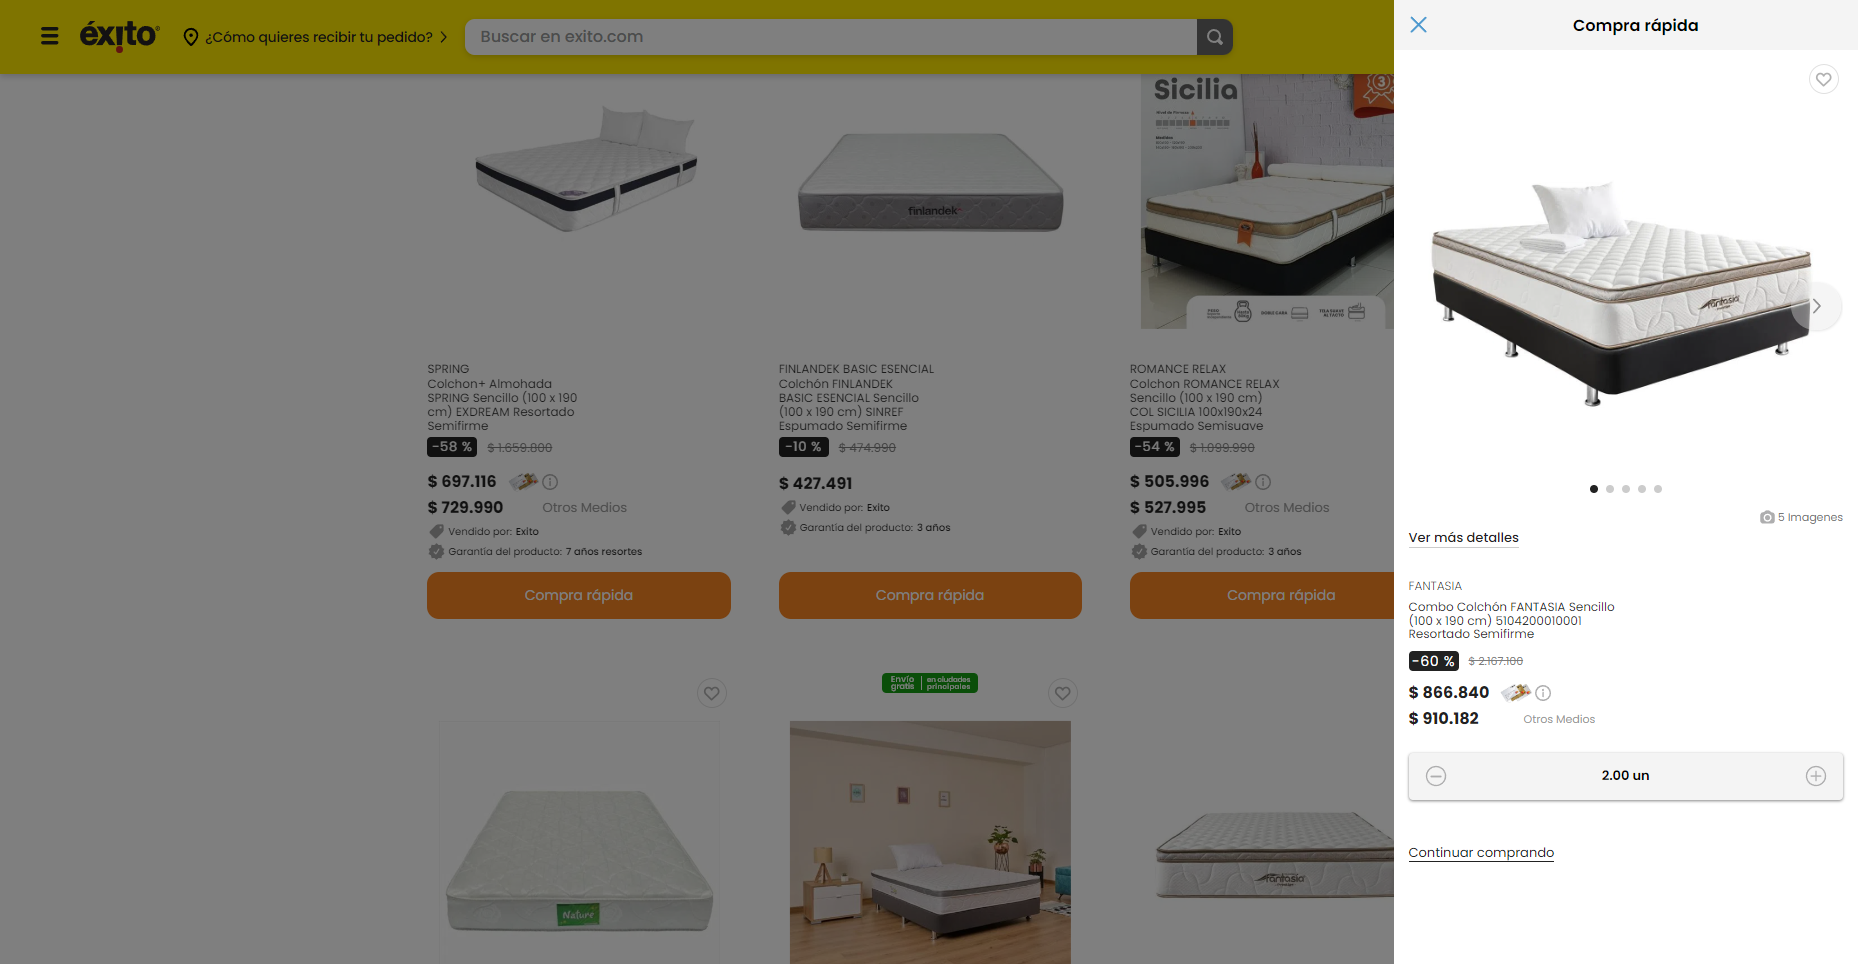 éxito
¿Cómo quieres recibir tu pedido?
Buscar en exito.com
Compra rápida
finlandek
Sicilia
3
fantasía
SPRING
Colchon+ Almohada
SPRING Sencillo (100 x 190
cm) EXDREAM Resortado
Semifirme
-58 % $ 1.659.800
$ 697.116
$ 729.990 Otros Medios
Vendido por: Exito
Garantía del producto: 7 años resortes
Compra rápida
FINLANDEK BASIC ESENCIAL
Colchón FINLANDEK
BASIC ESENCIAL Sencillo
(100 x 190 cm) SINREF
Espumado Semifirme
-10 % $ 474.990
$ 427.491
Vendido por: Exito
Garantía del producto: 3 años
Compra rápida
ROMANCE RELAX
Colchon ROMANCE RELAX
Sencillo (100 x 190 cm)
COL SICILIA 100x190x24
Espumado Semisuave
-54 % $ 1.099.990
$ 505.996
$ 527.995 Otros Medios
Vendido por: Exito
Garantía del producto: 3 años
Compra rápida
Envío
gratis
en ciudades
principales
Nature
fantasía
5 Imagenes
Ver más detalles
FANTASIA
Combo Colchón FANTASIA Sencillo
(100 x 190 cm) 5104200010001
Resortado Semifirme
-60 % $ 2.167.100
$ 866.840
$ 910.182 Otros Medios
2.00 un
Continuar comprando